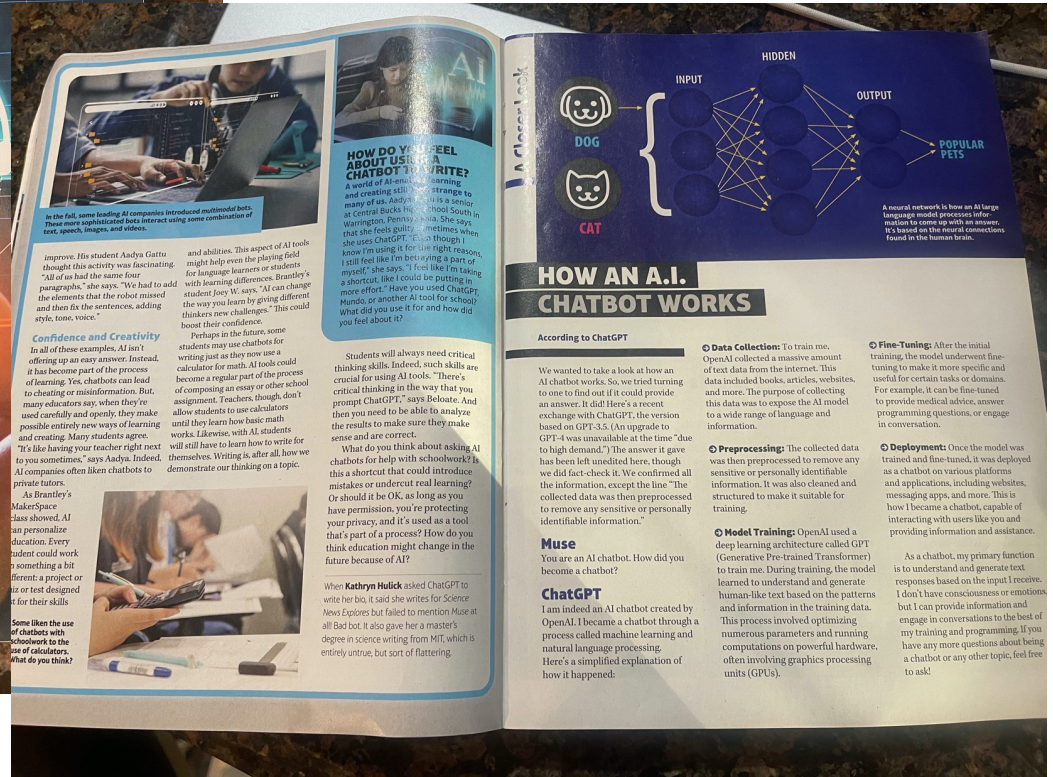 In the fall, some leading AI companies introduced multimodal bots.
These more sophisticated bots interact using some combination of
text, speech, images, and videos.
improve. His student Aadya Gattu
thought this activity was fascinating.
"All of us had the same four
paragraphs," she says. "We had to add
the elements that the robot missed
and then fix the sentences, adding
style, tone, voice."
Confidence and Creativity
In all of these examples, AI isn't
offering up an easy answer. Instead,
it has become part of the process
of learning. Yes, chatbots can lead
to cheating or misinformation. But,
many educators say, when they're
used carefully and openly, they make
possible entirely new ways of learning
and creating. Many students agree.
"It's like having your teacher right next
to you sometimes," says Aadya. Indeed,
AI companies often liken chatbots to
private tutors.
As Brantley's
MakerSpace
class showed, AI
can personalize
education. Every
student could work
n something a bit
fferent: a project or
iz or test designed
t for their skills
Some liken the use
of chatbots with
schoolwork to the
use of calculators.
What do you think?
and abilities. This aspect of AI tools
might help even the playing field
for language learners or students
with learning differences. Brantley's
student Joey W. says, "AI can change
the way you learn by giving different
thinkers new challenges." This could
boost their confidence.
Perhaps in the future, some
students may use chatbots for
writing just as they now use a
calculator for math. AI tools could
become a regular part of the process
of composing an essay or other school
assignment. Teachers, though, don't
allow students to use calculators
until they learn how basic math
works. Likewise, with AI, students
will still have to learn how to write for
themselves. Writing is, after all, how we
demonstrate our thinking on a topic.
AI
HOW DO YOU FEEL
ABOUT USING A
CHATBOT TO WRITE?
A world of AI-enabled learning
and creating still strange to
many of us. Aadya is a senior
at Central Bucks High School South in
Warrington, Pennsylvania. She says
that she feels guilty sometimes when
she uses ChatGPT. "Even though I
know I'm using it for the right reasons,
I still feel like I'm betraying a part of
myself," she says. "I feel like I'm taking
a shortcut, like I could be putting in
more effort." Have you used ChatGPT,
Mundo, or another AI tool for school?
What did you use it for and how did
you feel about it?
Students will always need critical
thinking skills. Indeed, such skills are
crucial for using AI tools. "There's
critical thinking in the way that you
prompt ChatGPT," says Beloate. And
then you need to be able to analyze
the results to make sure they make
sense and are correct.
What do you think about asking AI
chatbots for help with schoolwork? Is
this a shortcut that could introduce
mistakes or undercut real learning?
Or should it be OK, as long as you
have permission, you're protecting
your privacy, and it's used as a tool
that's part of a process? How do you
think education might change in the
future because of AI?
When Kathryn Hulick asked ChatGPT to
write her bio, it said she writes for Science
News Explores but failed to mention Muse at
all! Bad bot. It also gave her a master's
degree in science writing from MIT, which is
entirely untrue, but sort of flattering.
A Closer Look
DOG
CAT
INPUT
HIDDEN
OUTPUT
POPULAR
PETS
A neural network is how an AI large
language model processes infor-
mation to come up with an answer.
It's based on the neural connections
found in the human brain.
HOW AN A.I.
CHATBOT WORKS
According to ChatGPT
We wanted to take a look at how an
AI chatbot works. So, we tried turning
to one to find out if it could provide
an answer. It did! Here's a recent
exchange with ChatGPT, the version
based on GPT-3.5. (An upgrade to
GPT-4 was unavailable at the time "due
to high demand.") The answer it gave
has been left unedited here, though
we did fact-check it. We confirmed all
the information, except the line "The
collected data was then preprocessed
to remove any sensitive or personally
identifiable information."
Muse
You are an AI chatbot. How did you
become a chatbot?
ChatGPT
I am indeed an AI chatbot created by
OpenAI. I became a chatbot through a
process called machine learning and
natural language processing.
Here's a simplified explanation of
how it happened:
Data Collection: To train me,
OpenAI collected a massive amount
of text data from the internet. This
data included books, articles, websites,
and more. The purpose of collecting
this data was to expose the AI model
to a wide range of language and
information.
Preprocessing: The collected data
was then preprocessed to remove any
sensitive or personally identifiable
information. It was also cleaned and
structured to make it suitable for
training.
Model Training: OpenAI used a
deep learning architecture called GPT
(Generative Pre-trained Transformer)
to train me. During training, the model
learned to understand and generate
human-like text based on the patterns
and information in the training data.
This process involved optimizing
numerous parameters and running
computations on powerful hardware,
often involving graphics processing
units (GPUs).
Fine-Tuning: After the initial
training, the model underwent fine-
tuning to make it more specific and
useful for certain tasks or domains.
For example, it can be fine-tuned
to provide medical advice, answer
programming questions, or engage
in conversation.
Deployment: Once the model was
trained and fine-tuned, it was deployed
as a chatbot on various platforms
and applications, including websites,
messaging apps, and more. This is
how I became a chatbot, capable of
interacting with users like you and
providing information and assistance.
As a chatbot, my primary function
is to understand and generate text
responses based on the input I receive.
I don't have consciousness or emotions,
but I can provide information and
engage in conversations to the best of
my training and programming. If you
have any more questions about being
a chatbot or any other topic, feel free
to ask!